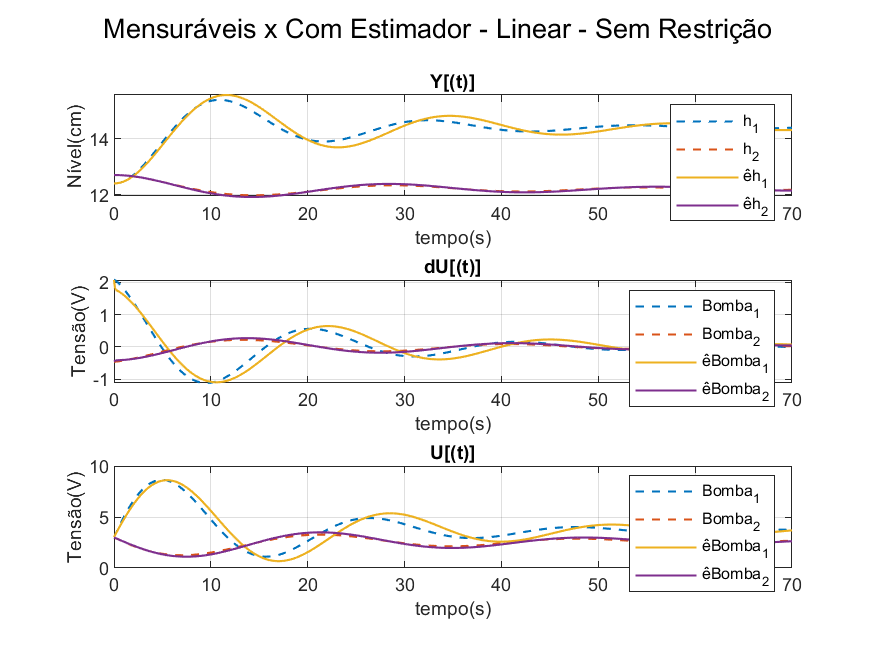 Mensuráveis x Com Estimador - Linear - Sem Restrição
Y[(t)]
Nível(cm)
14
12
0 10 20 30 40 50 70
tempo(s)
h1
h2
êh1
êh2
dU[(t)]
Tensão(V)
2
1
0
-1
0 10 20 30 40 50 70
tempo(s)
Bomba1
Bomba2
êBomba1
êBomba2
U[(t)]
Tensão(V)
10
5
0
0 10 20 30 40 50 70
tempo(s)
Bomba1
Bomba2
êBomba1
êBomba2